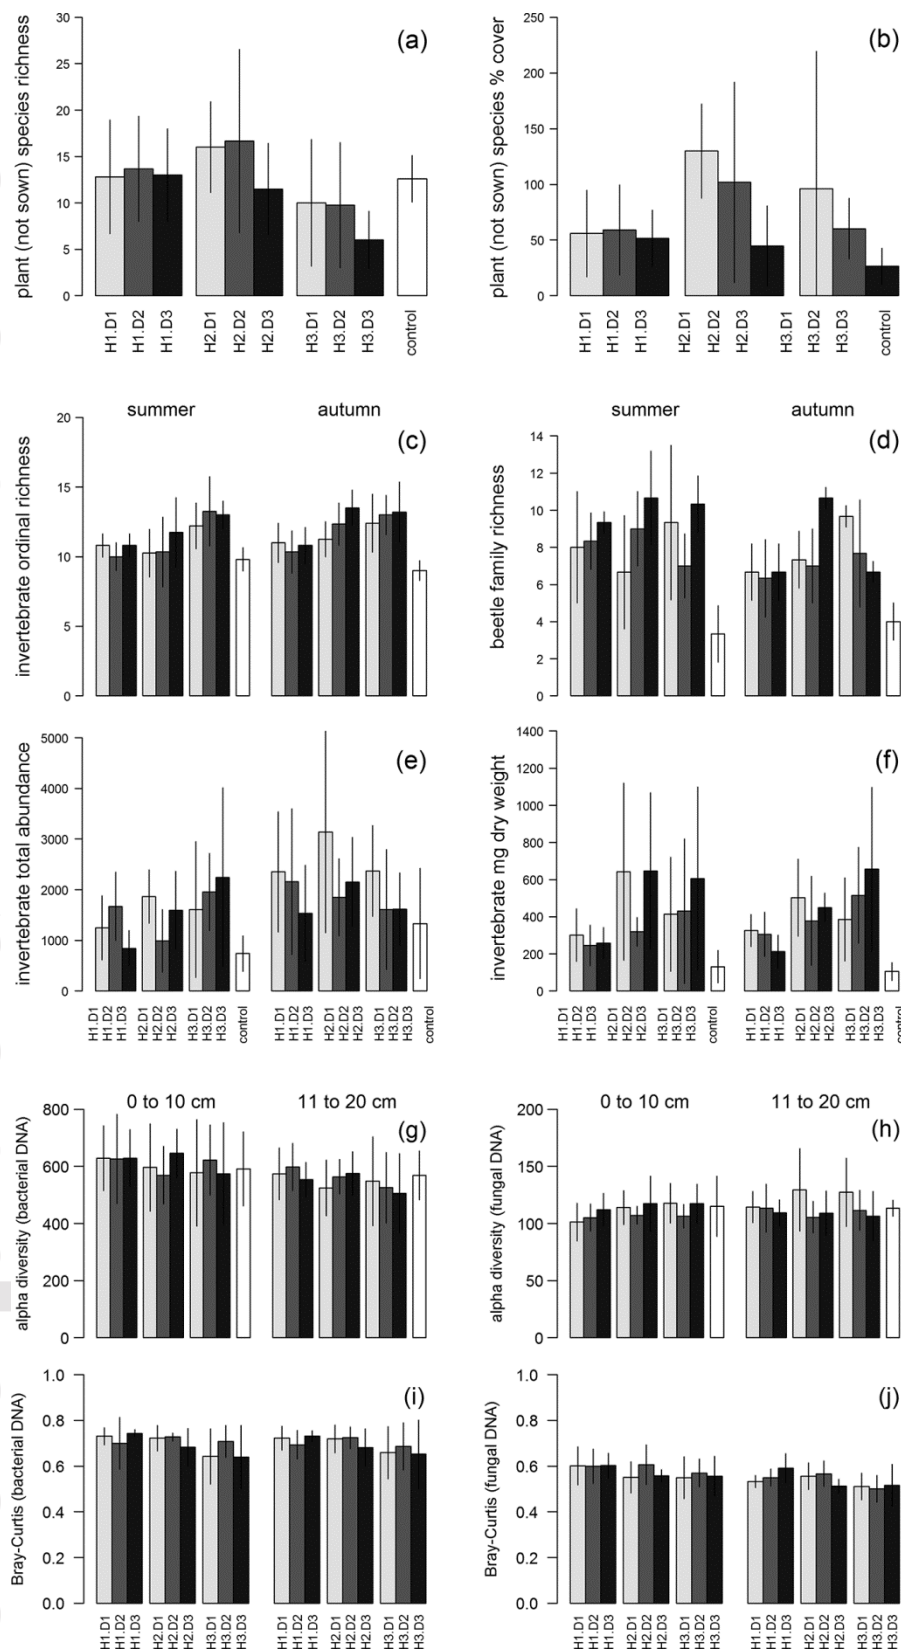 plant (not sown) species richness
30
25
20
15
10
5
0
(a)
H1.D1
H1.D2
H1.D3
H2.D1
H2.D2
H2.D3
H3.D1
H3.D2
H3.D3
control
plant (not sown) species % cover
250
200
150
100
50
0
(b)
H1.D1
H1.D2
H1.D3
H2.D1
H2.D2
H2.D3
H3.D1
H3.D2
H3.D3
control
summer
autumn
invertebrate ordinal richness
20
15
10
5
0
(c)
summer
autumn
beetle family richness
14
12
10
8
6
4
2
0
(d)
invertebrate total abundance
5000
4000
3000
2000
1000
0
(e)
H1.D1
H1.D2
H1.D3
H2.D1
H2.D2
H2.D3
H3.D1
H3.D2
H3.D3
control
H1.D1
H1.D2
H1.D3
H2.D1
H2.D2
H2.D3
H3.D1
H3.D2
H3.D3
control
invertebrate mg dry weight
1400
1200
1000
800
600
400
200
0
(f)
H1.D1
H1.D2
H1.D3
H2.D1
H2.D2
H2.D3
H3.D1
H3.D2
H3.D3
control
H1.D1
H1.D2
H1.D3
H2.D1
H2.D2
H2.D3
H3.D1
H3.D2
H3.D3
control
0 to 10 cm
11 to 20 cm
alpha diversity (bacterial DNA)
800
600
400
200
0
(g)
0 to 10 cm
11 to 20 cm
alpha diversity (fungal DNA)
200
150
100
50
0
(h)
Bray-Curtis (bacterial DNA)
1.0
0.8
0.6
0.4
0.2
0.0
(i)
H1.D1
H1.D2
H1.D3
H2.D1
H2.D2
H2.D3
H3.D1
H3.D2
H3.D3
H1.D1
H1.D2
H1.D3
H2.D1
H2.D2
H2.D3
H3.D1
H3.D2
H3.D3
Bray-Curtis (fungal DNA)
1.0
0.8
0.6
0.4
0.2
0.0
(j)
H1.D1
H1.D2
H1.D3
H2.D1
H2.D2
H2.D3
H3.D1
H3.D2
H3.D3
H1.D1
H1.D2
H1.D3
H2.D1
H2.D2
H2.D3
H3.D1
H3.D2
H3.D3